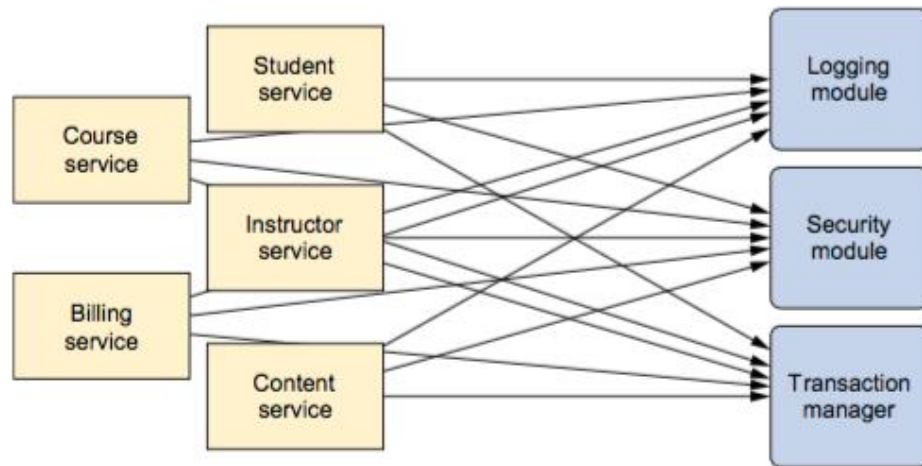 Student
service
Logging
module
Course
service
Instructor
service
Security
module
Billing
service
Content
service
Transaction
manager